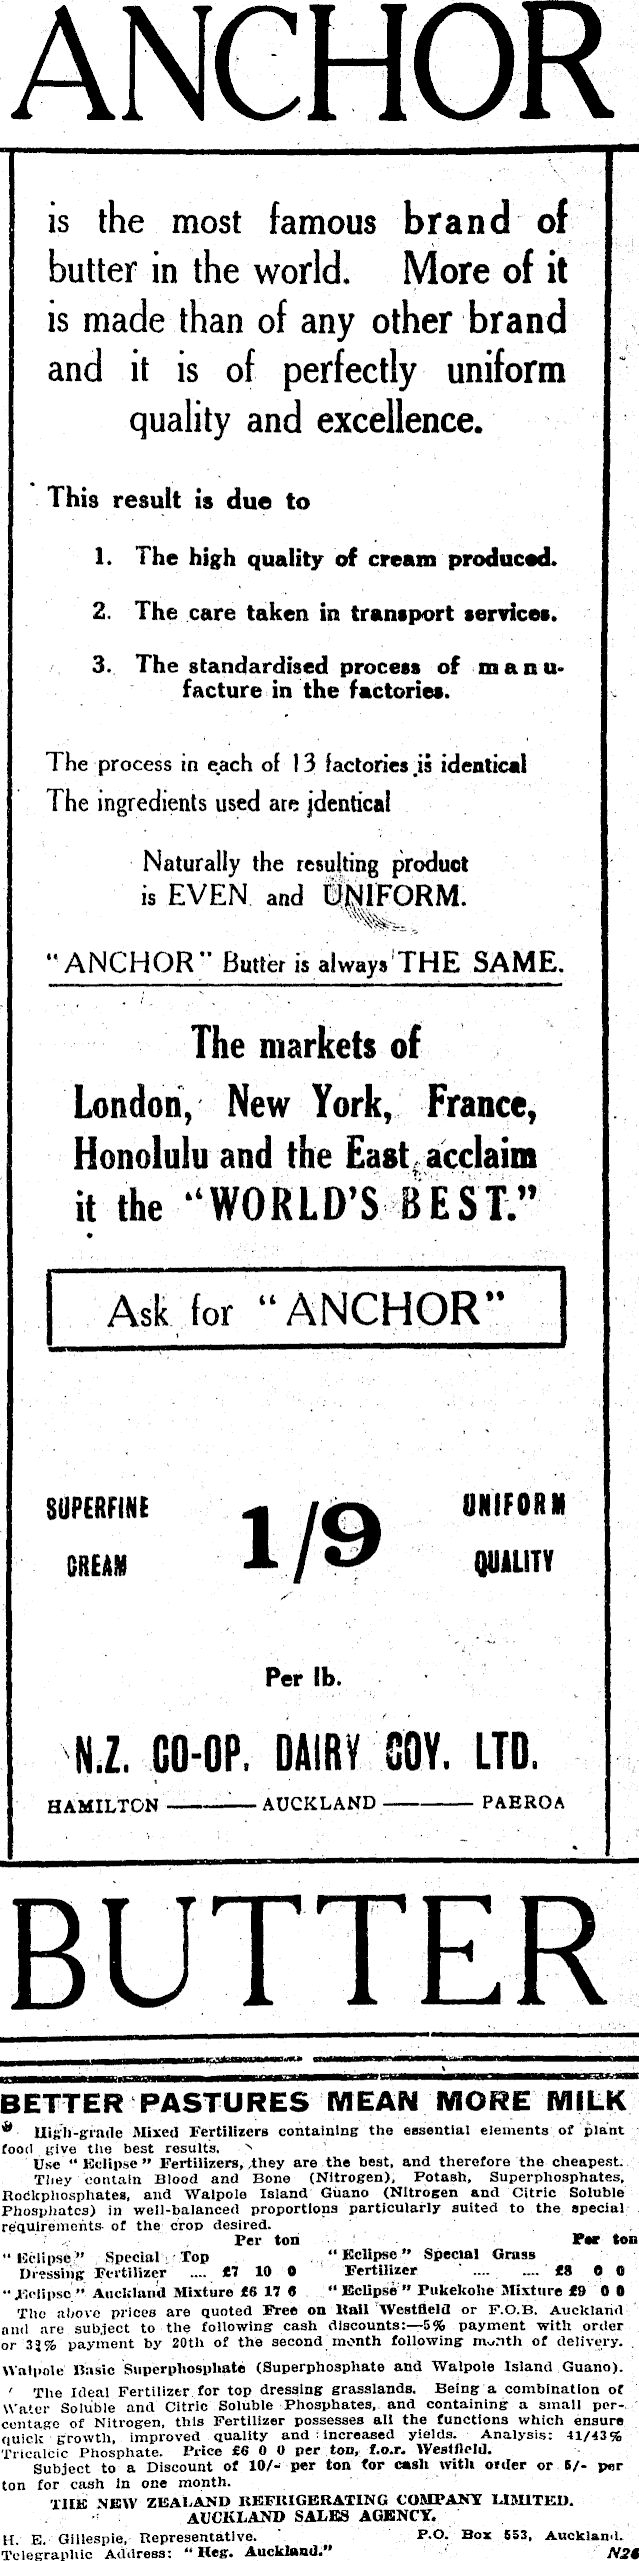 ANCHOR
is the most famous brand of
butter in the world. More of it
is made than of any other brand
and it is of perfectly uniform
quality and excellence.
This result is due to
1. The high quality of cream produced.
2. The care taken in transport services.
3. The standardised process of manu-
facture in the factories.
The process in each of 13 factories is identical
The ingredients used are identical
Naturally the resulting product
is EVEN and UNIFORM.
"ANCHOR" Butter is always THE SAME.
The markets of
London, New York, France,
Honolulu and the East acclaim
it the "WORLD'S BEST."
Ask for "ANCHOR"
SUPERFINE
CREAM
1/9
UNIFORM
QUALITY
Per lb.
N.Z. CO-OP. DAIRY COY. LTD.
HAMILTON — AUCKLAND — PAEROA
BUTTER
BETTER PASTURES MEAN MORE MILK
High-grade Mixed Fertilizers containing the essential elements of plant
food give the best results.
Use "Eclipse" Fertilizers, they are the best, and therefore the cheapest.
They contain Blood and Bone (Nitrogen), Potash, Superphosphates,
Rockphosphates, and Walpole Island Guano (Nitrogen and Citric Soluble
Phosphates) in well-balanced proportions particularly suited to the special
requirements of the crop desired.
Per ton
"Eclipse" Special Top
Dressing Fertilizer .... £7 10 0
"Eclipse" Auckland Mixture £6 17 6
Per ton
"Eclipse" Special Grass
Fertilizer .... .... £8 0 0
"Eclipse" Pukekohe Mixture £9 0 0
The above prices are quoted Free on Rail Westfield or F.O.B. Auckland
and are subject to the following cash discounts:—5% payment with order
or 3¾% payment by 20th of the second month following month of delivery.
Walpole Basic Superphosphate (Superphosphate and Walpole Island Guano).
The Ideal Fertilizer for top dressing grasslands. Being a combination of
Water Soluble and Citric Soluble Phosphates, and containing a small per-
centage of Nitrogen, this Fertilizer possesses all the functions which ensure
quick growth, improved quality and increased yields. Analysis: 41/43%
Tricalcic Phosphate. Price £6 0 0 per ton, f.o.r. Westfield.
Subject to a Discount of 10/- per ton for cash with order or 5/- per
ton for cash in one month.
THE NEW ZEALAND REFRIGERATING COMPANY LIMITED.
AUCKLAND SALES AGENCY.
H. E. Gillespie, Representative. P.O. Box 553, Auckland.
Telegraphic Address: "Reg. Auckland." N26